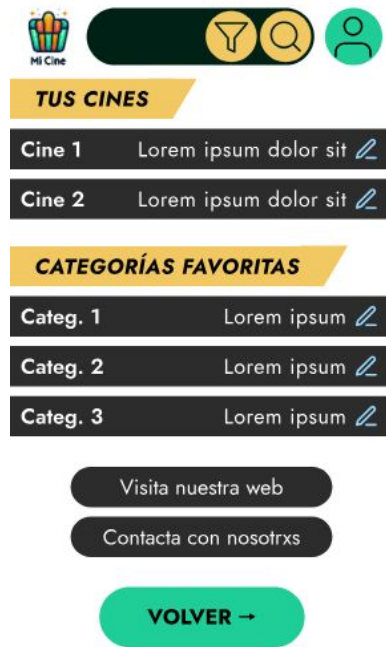 Mi Cine
TUS CINES
Cine 1 Lorem ipsum dolor sit
Cine 2 Lorem ipsum dolor sit
CATEGORÍAS FAVORITAS
Categ. 1 Lorem ipsum
Categ. 2 Lorem ipsum
Categ. 3 Lorem ipsum
Visita nuestra web
Contacta con nosotrxs
VOLVER →